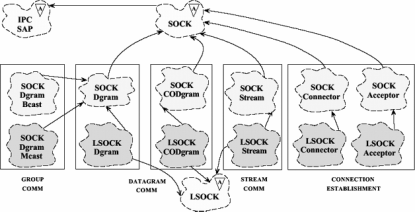 A
IPC
SAP
A
SOCK
SOCK
Dgram
Bcast
SOCK
Dgram
SOCK
CODgram
SOCK
Stream
SOCK
Connector
SOCK
Acceptor
SOCK
Dgram
Mcast
LSOCK
Dgram
LSOCK
CODgram
LSOCK
Stream
LSOCK
Connector
LSOCK
Acceptor
GROUP
COMM
DATAGRAM
COMM
A
LSOCK
STREAM
COMM
CONNECTION
ESTABLISHMENT